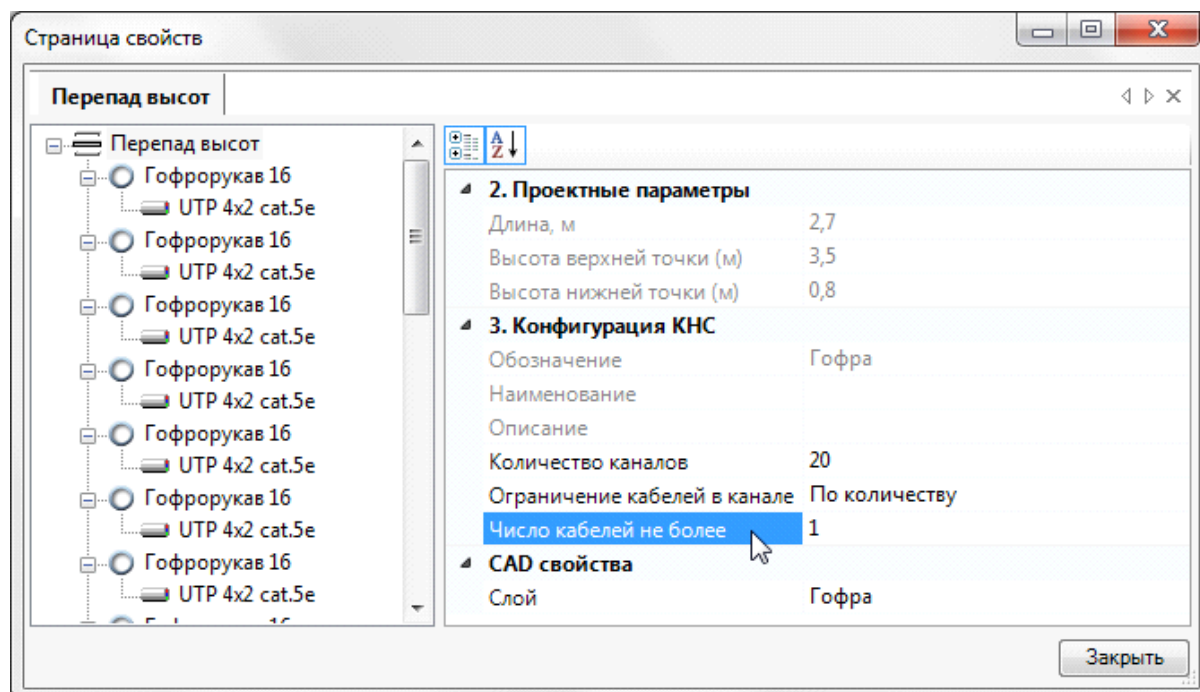 Страница свойств
Перепад высот
Перепад высот
Гофрорукав 16
UTP 4x2 cat.5e
Гофрорукав 16
UTP 4x2 cat.5e
Гофрорукав 16
UTP 4x2 cat.5e
Гофрорукав 16
UTP 4x2 cat.5e
Гофрорукав 16
UTP 4x2 cat.5e
Гофрорукав 16
UTP 4x2 cat.5e
Гофрорукав 16
UTP 4x2 cat.5e
2. Проектные параметры
Длина, м 2,7
Высота верхней точки (м) 3,5
Высота нижней точки (м) 0,8
3. Конфигурация КНС
Обозначение Гофра
Наименование
Описание
Количество каналов 20
Ограничение кабелей в канале По количеству
Число кабелей не более 1
CAD свойства
Слой Гофра
Закрыть